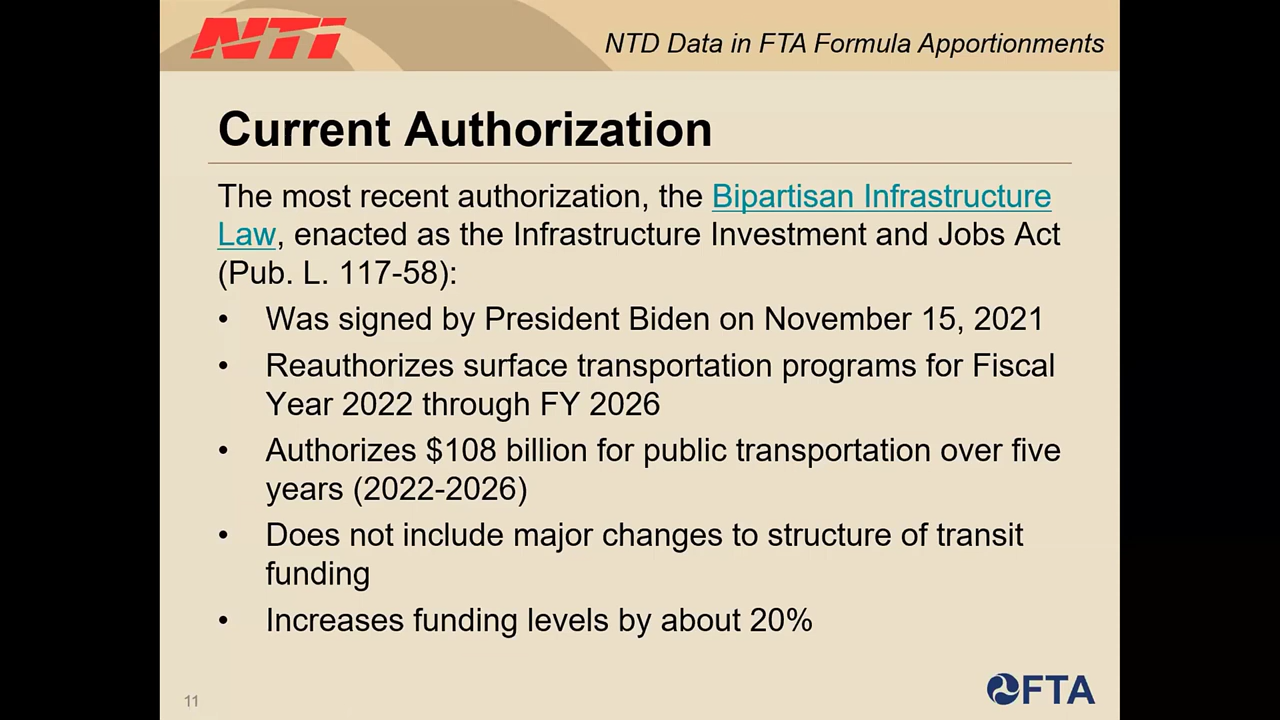 NTI
NTD Data in FTA Formula Apportionments
Current Authorization
The most recent authorization, the Bipartisan Infrastructure
Law, enacted as the Infrastructure Investment and Jobs Act
(Pub. L. 117-58):
• Was signed by President Biden on November 15, 2021
• Reauthorizes surface transportation programs for Fiscal
Year 2022 through FY 2026
• Authorizes $108 billion for public transportation over five
years (2022-2026)
• Does not include major changes to structure of transit
funding
• Increases funding levels by about 20%
11
FTA